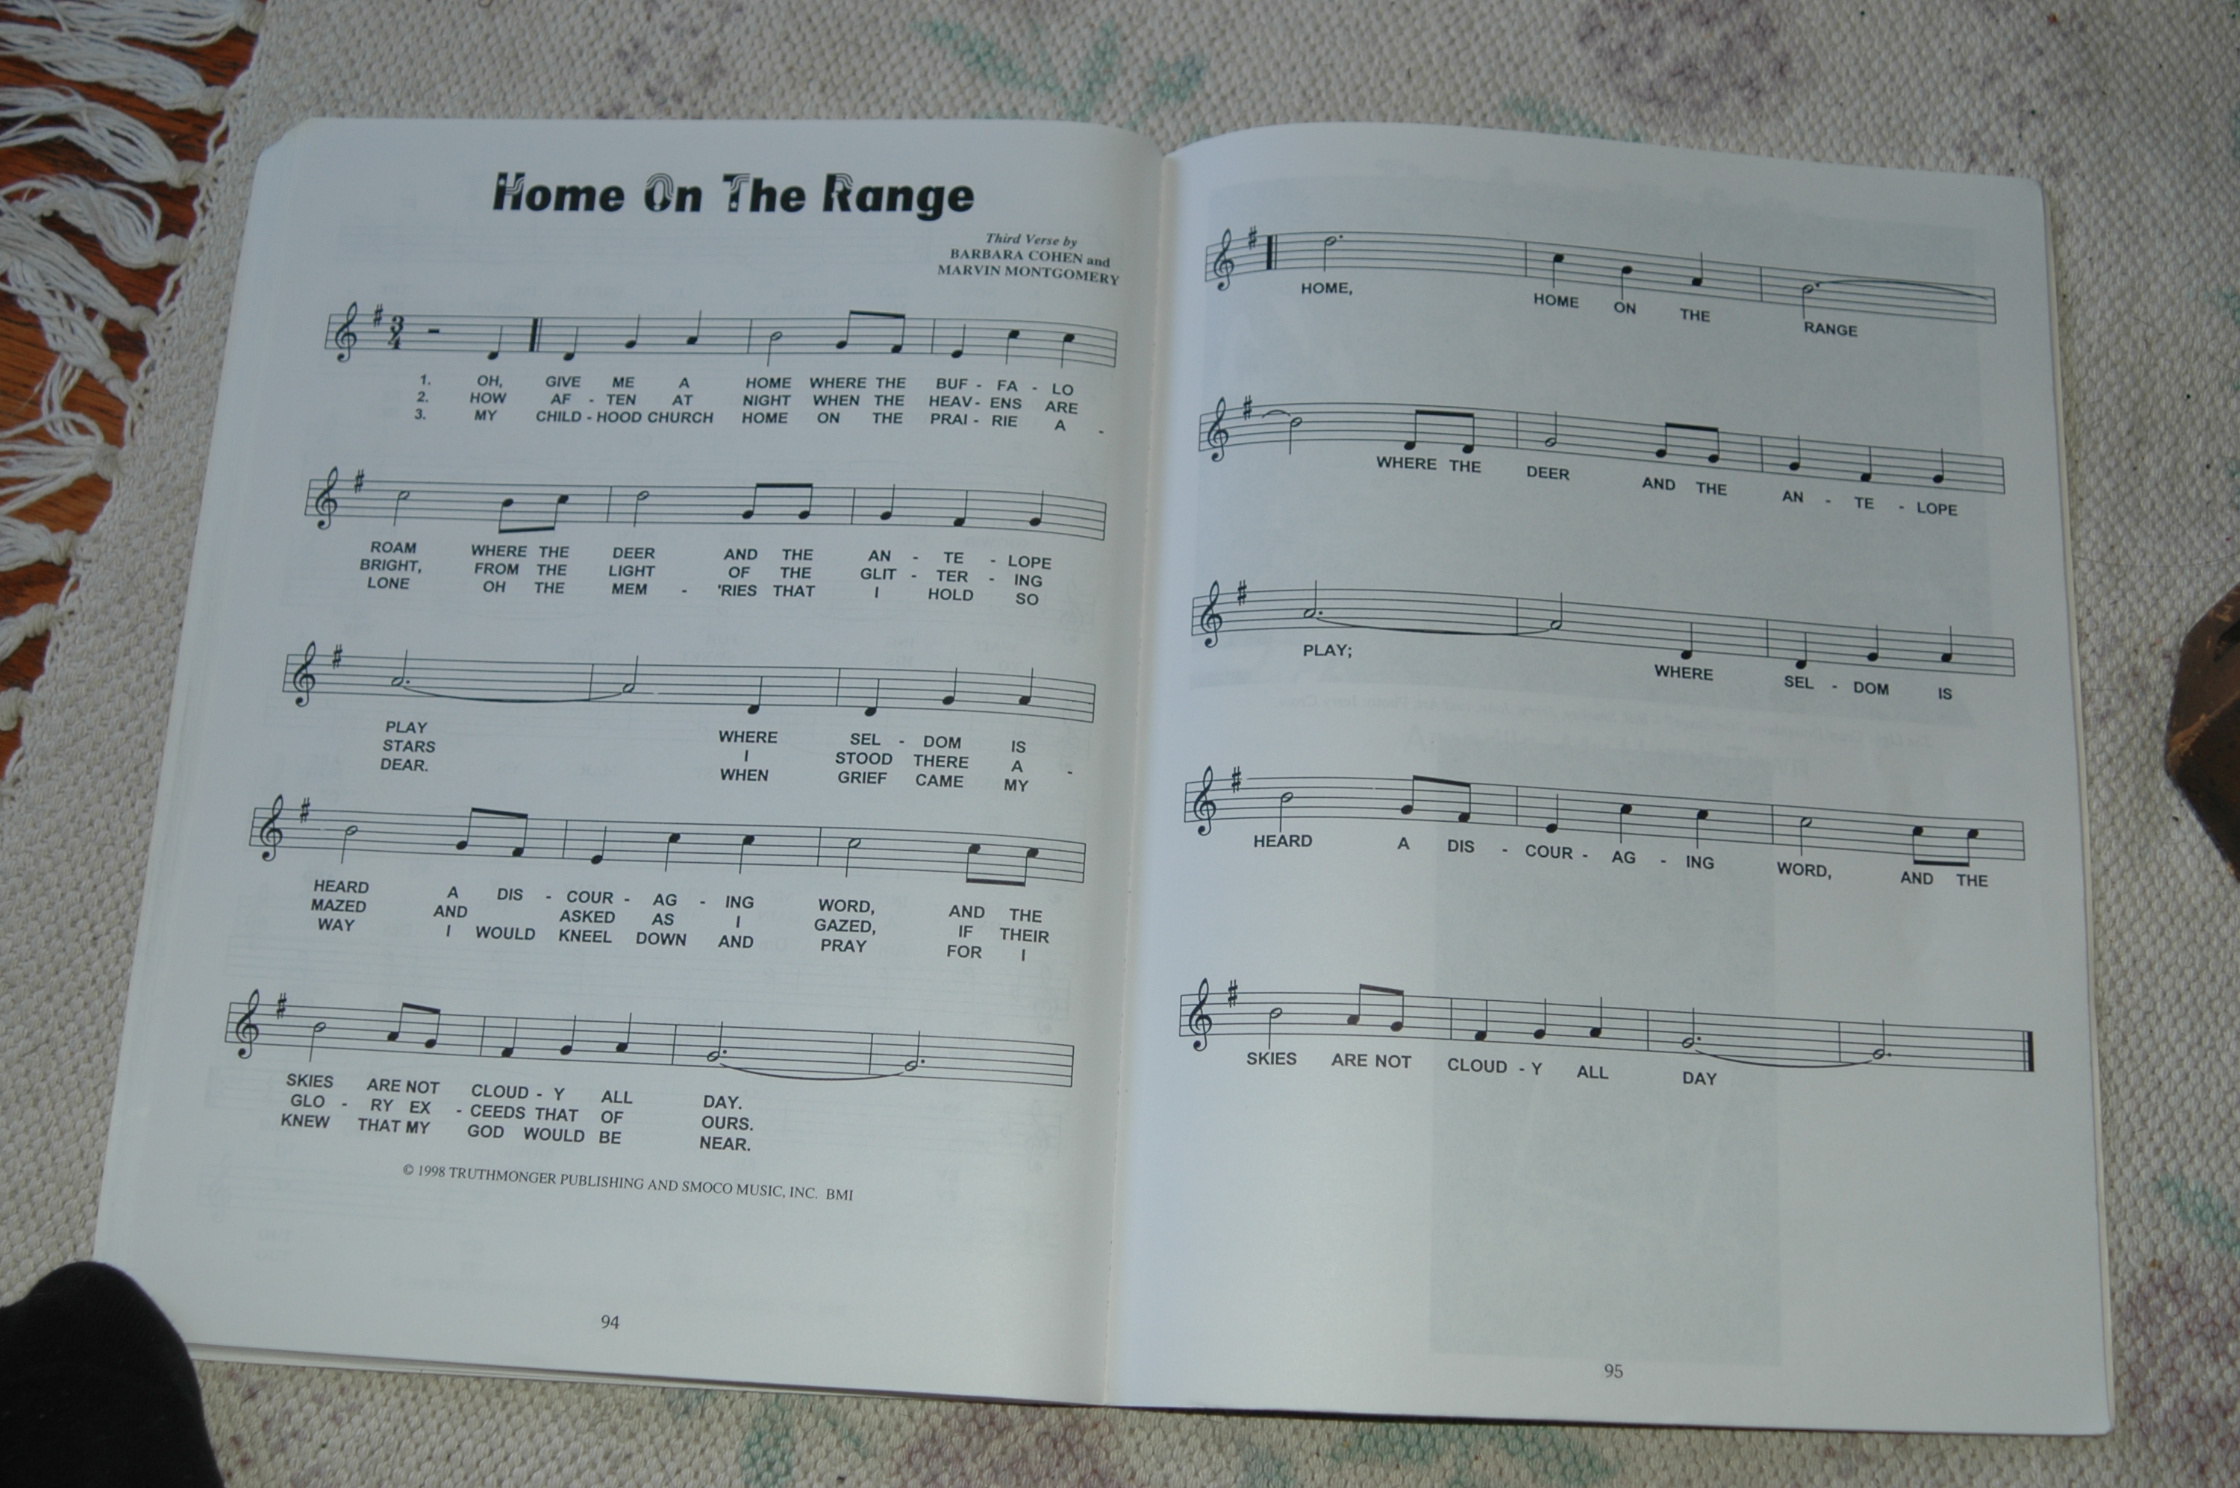 Home On The Range
Third Verse by
BARBARA COHEN and
MARVIN MONTGOMERY
3
4
1. OH, GIVE ME A HOME WHERE THE BUF - FA - LO
2. HOW AF - TEN AT NIGHT WHEN THE HEAV - ENS ARE
3. MY CHILD - HOOD CHURCH HOME ON THE PRAI - RIE A -
ROAM WHERE THE DEER AND THE AN - TE - LOPE
BRIGHT, FROM THE LIGHT OF THE GLIT - TER - ING
LONE OH THE MEM - 'RIES THAT I HOLD SO
PLAY WHERE SEL - DOM IS
STARS I STOOD THERE A -
DEAR. WHEN GRIEF CAME MY
HEARD A DIS - COUR - AG - ING WORD, AND THE
MAZED AND ASKED AS I GAZED, IF THEIR
WAY I WOULD KNEEL DOWN AND PRAY FOR I
SKIES ARE NOT CLOUD - Y ALL DAY.
GLO - RY EX - CEEDS THAT OF OURS.
KNEW THAT MY GOD WOULD BE NEAR.
© 1998 TRUTHMONGER PUBLISHING AND SMOCO MUSIC, INC. BMI
94
HOME, HOME ON THE RANGE
WHERE THE DEER AND THE AN - TE - LOPE
PLAY; WHERE SEL - DOM IS
HEARD A DIS - COUR - AG - ING WORD, AND THE
SKIES ARE NOT CLOUD - Y ALL DAY
95